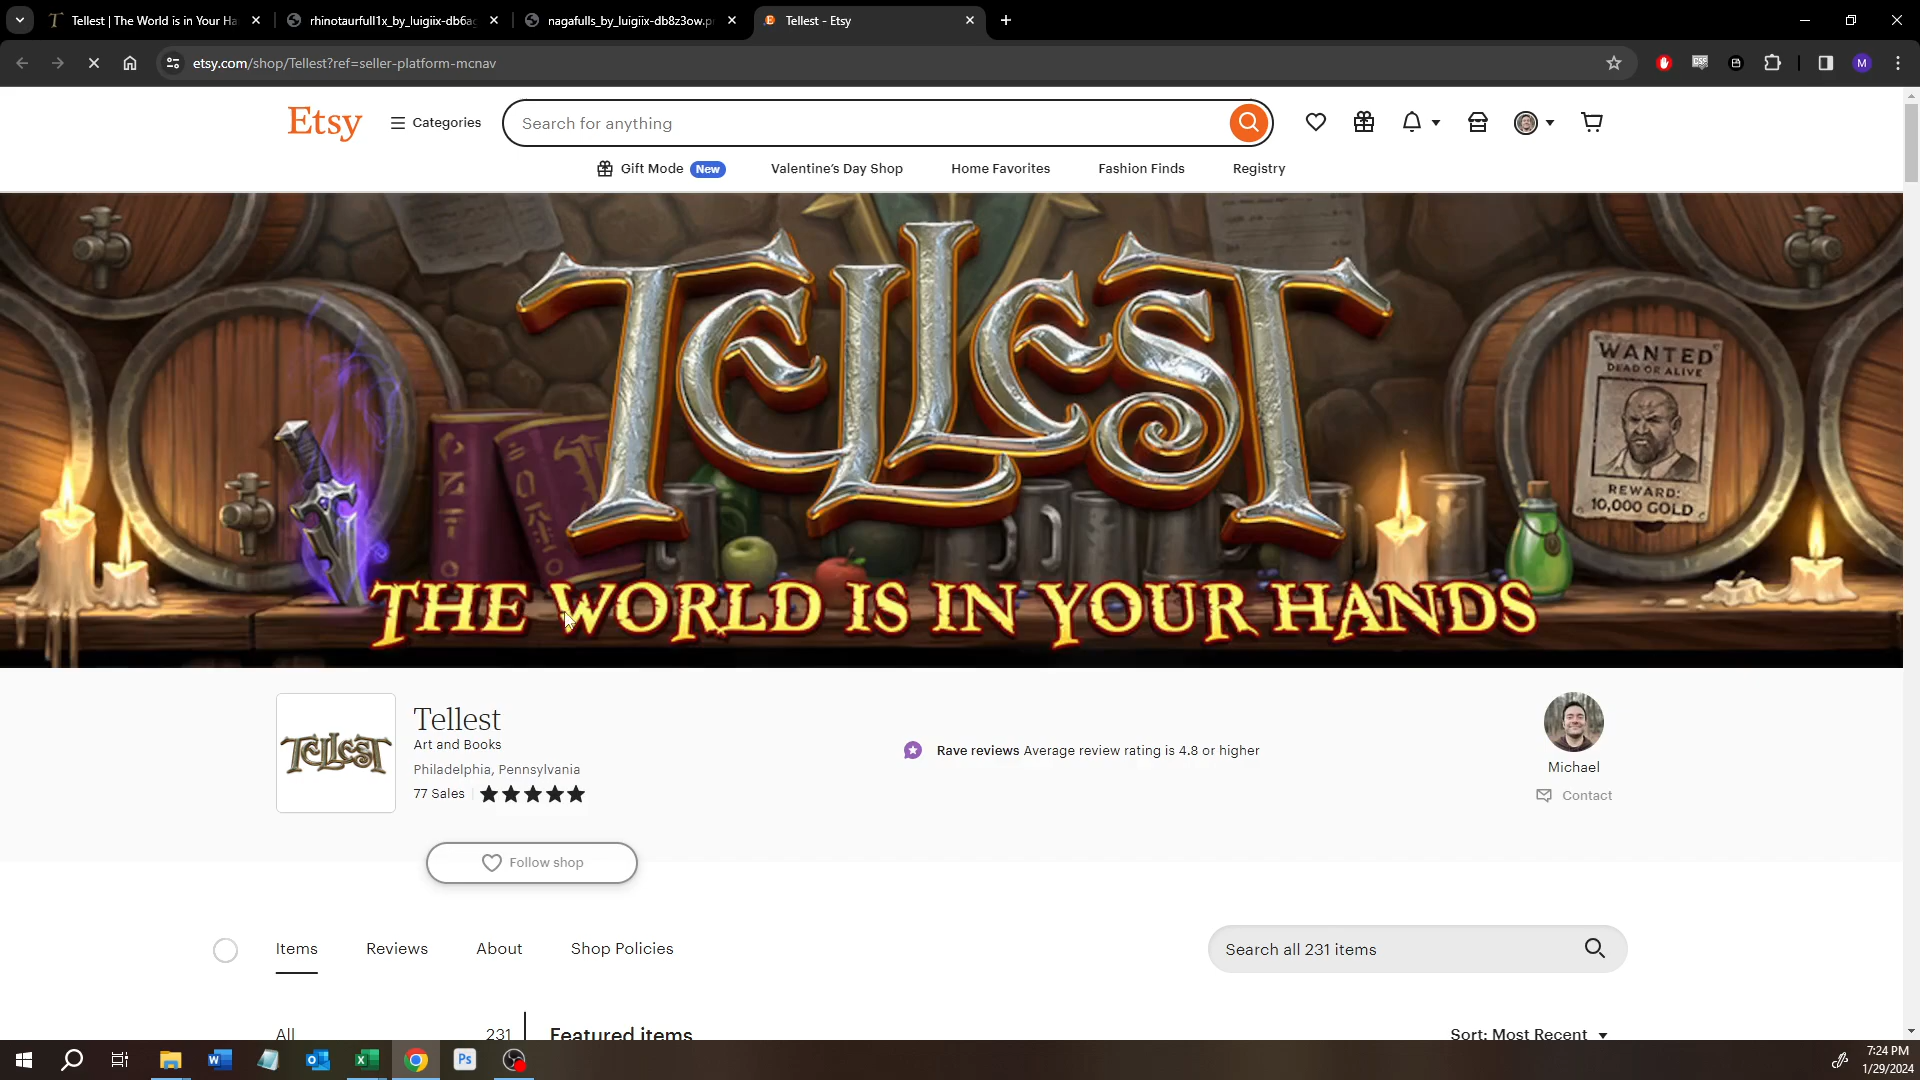 Tellest | The World is in Your Ha
rhinotaurfull1x_by_luigiix-db6ag
nagafulls_by_luigiix-db8z3ow.pr
Tellest - Etsy
etsy.com/shop/Tellest?ref=seller-platform-mcnav
M
Etsy
Categories
Search for anything
Gift Mode
New
Valentine's Day Shop
Home Favorites
Fashion Finds
Registry
TELLEST
WANTED
DEAD OR ALIVE
REWARD:
10,000 GOLD
THE WORLD IS IN YOUR HANDS
TELLEST
Tellest
Art and Books
Philadelphia, Pennsylvania
77 Sales
Rave reviews Average review rating is 4.8 or higher
Michael
Contact
Follow shop
Items
Reviews
About
Shop Policies
Search all 231 items
All
231
Featured items
Sort: Most Recent
Ps
7:24 PM
1/29/2024